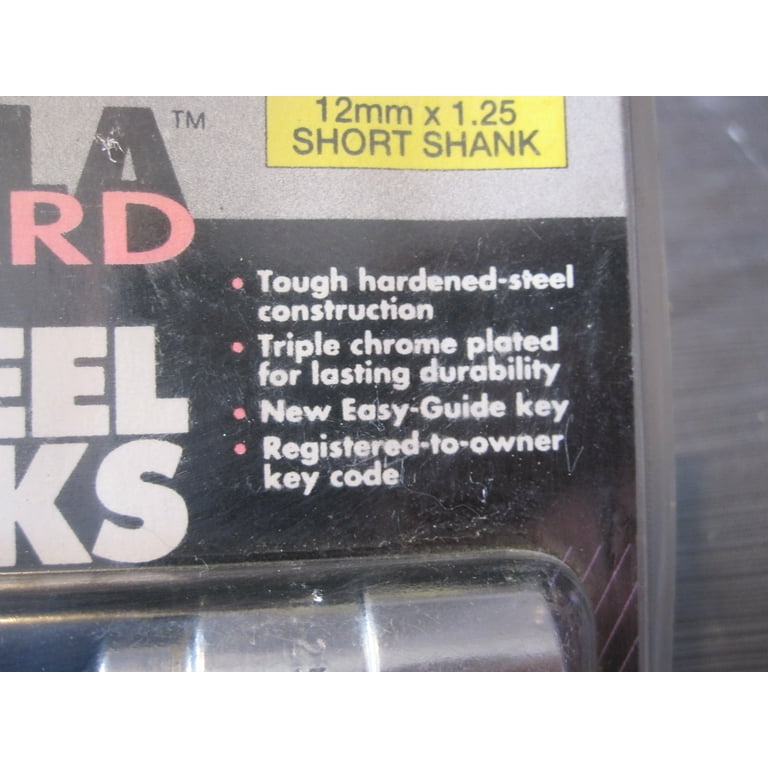 LA™
12mm x 1.25
SHORT SHANK
RD
• Tough hardened-steel
construction
• Triple chrome plated
for lasting durability
• New Easy-Guide key
• Registered-to-owner
key code
EEL
KS